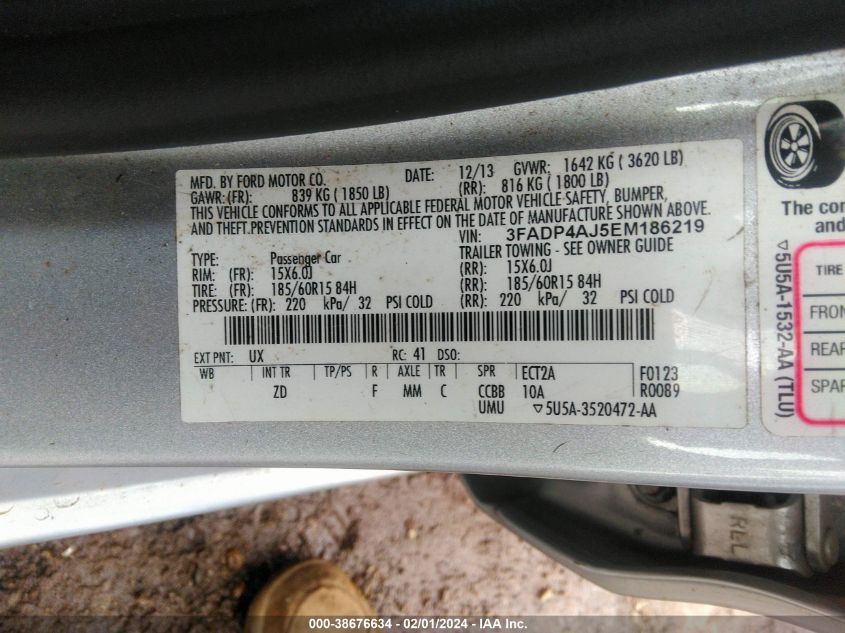 MFD. BY FORD MOTOR CO. DATE: 12/13 GVWR: 1642 KG ( 3620 LB)
GAWR:(FR): 839 KG ( 1850 LB) (RR): 816 KG ( 1800 LB)
THIS VEHICLE CONFORMS TO ALL APPLICABLE FEDERAL MOTOR VEHICLE SAFETY, BUMPER,
AND THEFT PREVENTION STANDARDS IN EFFECT ON THE DATE OF MANUFACTURE SHOWN ABOVE.
VIN: 3FADP4AJ5EM186219
TYPE: Passenger Car TRAILER TOWING - SEE OWNER GUIDE
RIM: (FR): 15X6.0J (RR): 15X6.0J
TIRE: (FR): 185/60R15 84H (RR): 185/60R15 84H
PRESSURE: (FR): 220 kPa/ 32 PSI COLD (RR): 220 kPa/ 32 PSI COLD
EXT PNT: UX RC: 41 DSO:
WB INT TR TP/PS R AXLE TR SPR ECT2A F0123
ZD F MM C CCBB 10A R0089
UMU ▽5U5A-3520472-AA
The con
and
▽5U5A-1532-AA (TLU)
TIRE
FRON
REAR
SPAR
RLL
000-38676634 - 02/01/2024 - IAA Inc.